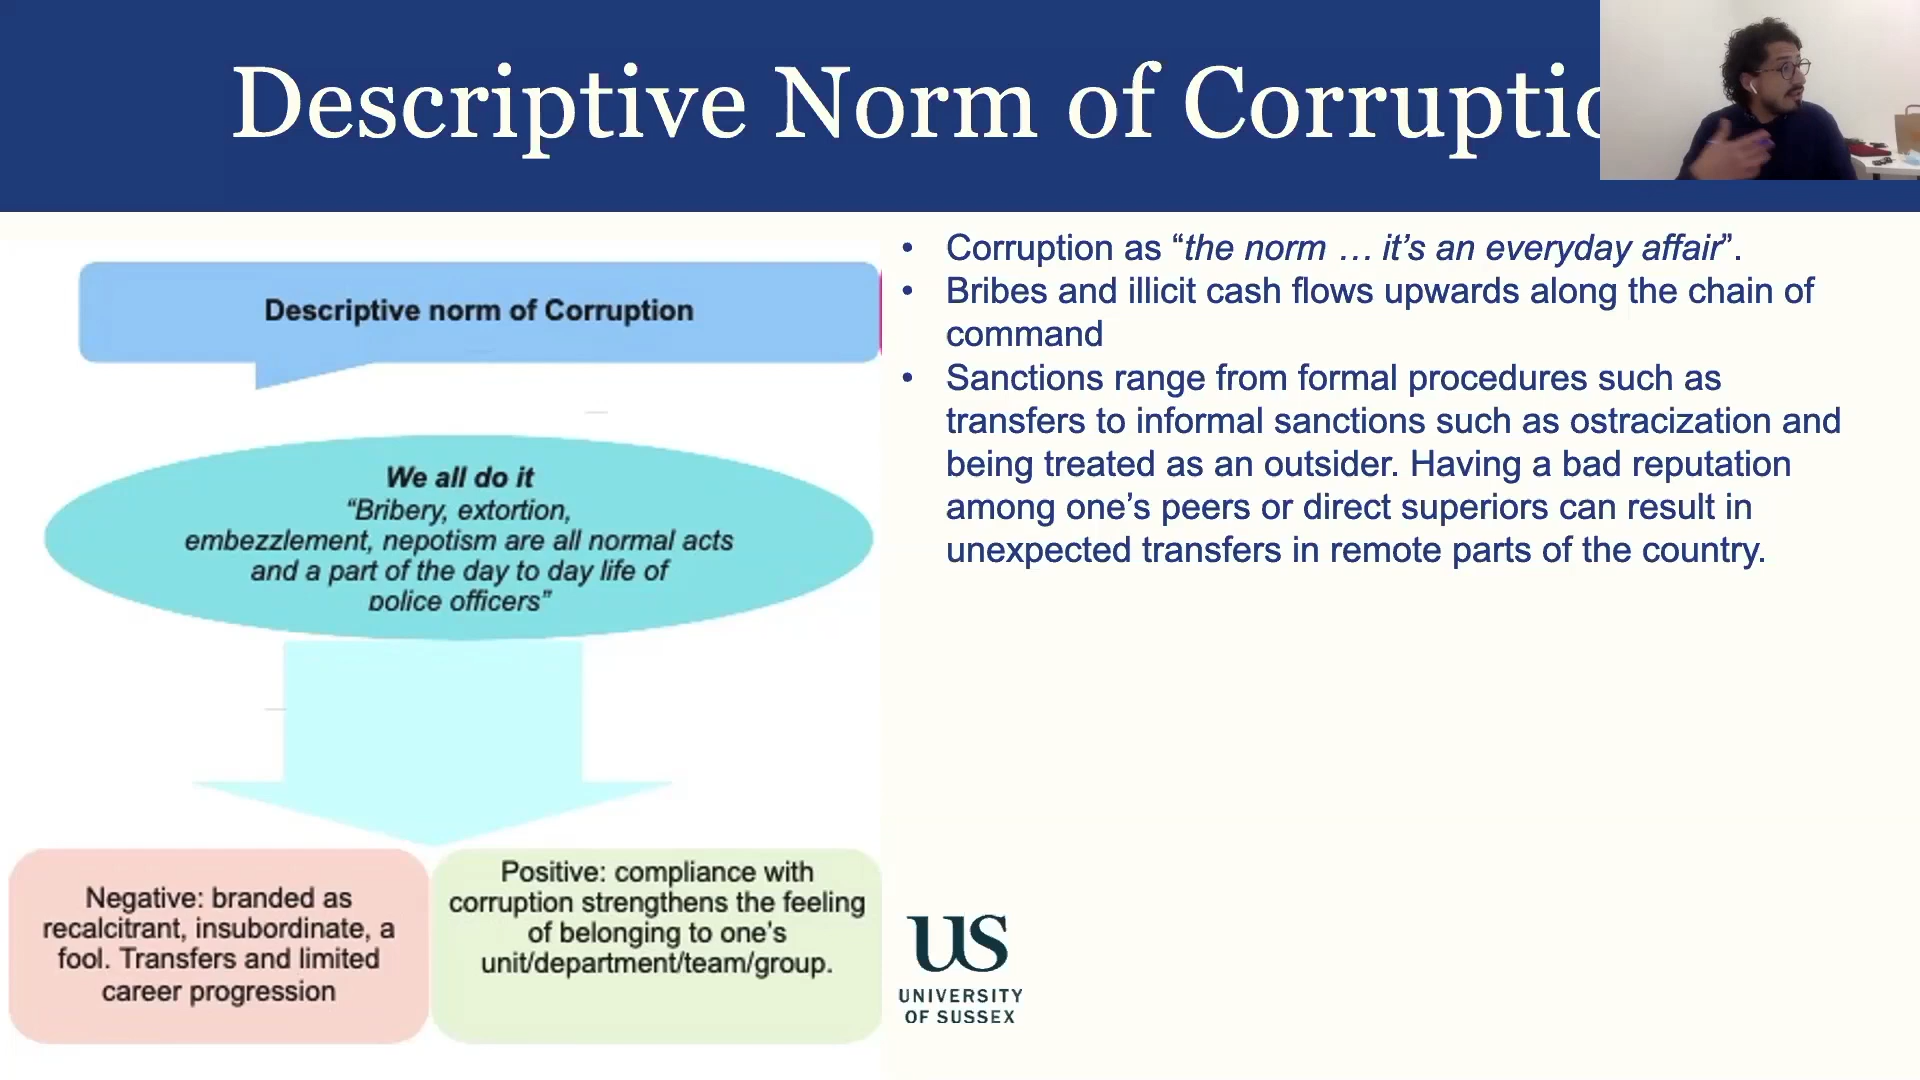 Descriptive Norm of Corruptio
Descriptive norm of Corruption
We all do it
“Bribery, extortion,
embezzlement, nepotism are all normal acts
and a part of the day to day life of
police officers”
Negative: branded as
recalcitrant, insubordinate, a
fool. Transfers and limited
career progression
Positive: compliance with
corruption strengthens the feeling
of belonging to one’s
unit/department/team/group.
• Corruption as “the norm … it’s an everyday affair”.
• Bribes and illicit cash flows upwards along the chain of
command
• Sanctions range from formal procedures such as
transfers to informal sanctions such as ostracization and
being treated as an outsider. Having a bad reputation
among one’s peers or direct superiors can result in
unexpected transfers in remote parts of the country.
US
UNIVERSITY
OF SUSSEX